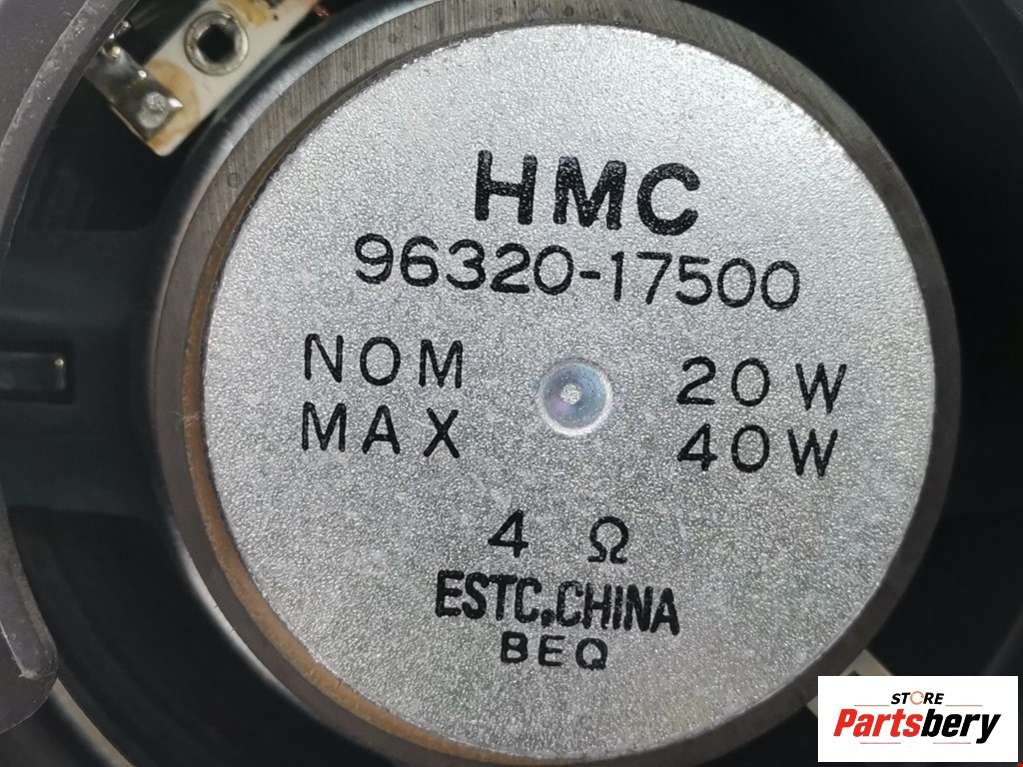 HMC
96320-17500
NOM 20W
MAX 40W
4 Ω
ESTC.CHINA
BEQ
STORE
Partsbery